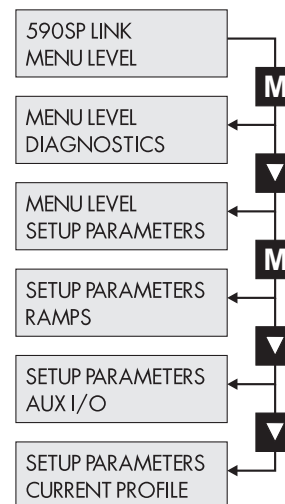 590SP LINK
MENU LEVEL
M
MENU LEVEL
DIAGNOSTICS
MENU LEVEL
SETUP PARAMETERS
M
SETUP PARAMETERS
RAMPS
SETUP PARAMETERS
AUX I/O
SETUP PARAMETERS
CURRENT PROFILE